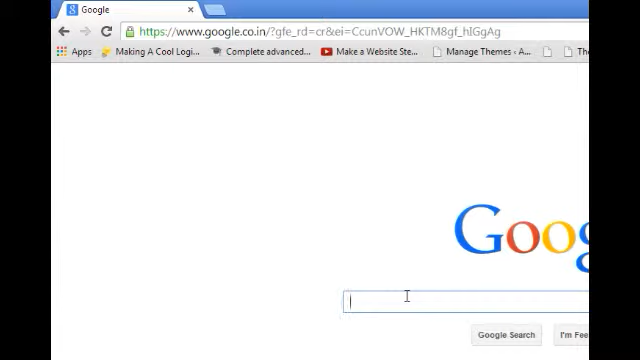 Google
https://www.google.co.in/?gfe_rd=cr&ei=CcunVOW_HKTM8gf_hIGgAg
Apps Making A Cool Logi... Complete advanced... Make a Website Ste... Manage Themes ‹ A... The
Goog
Google Search I'm Fee